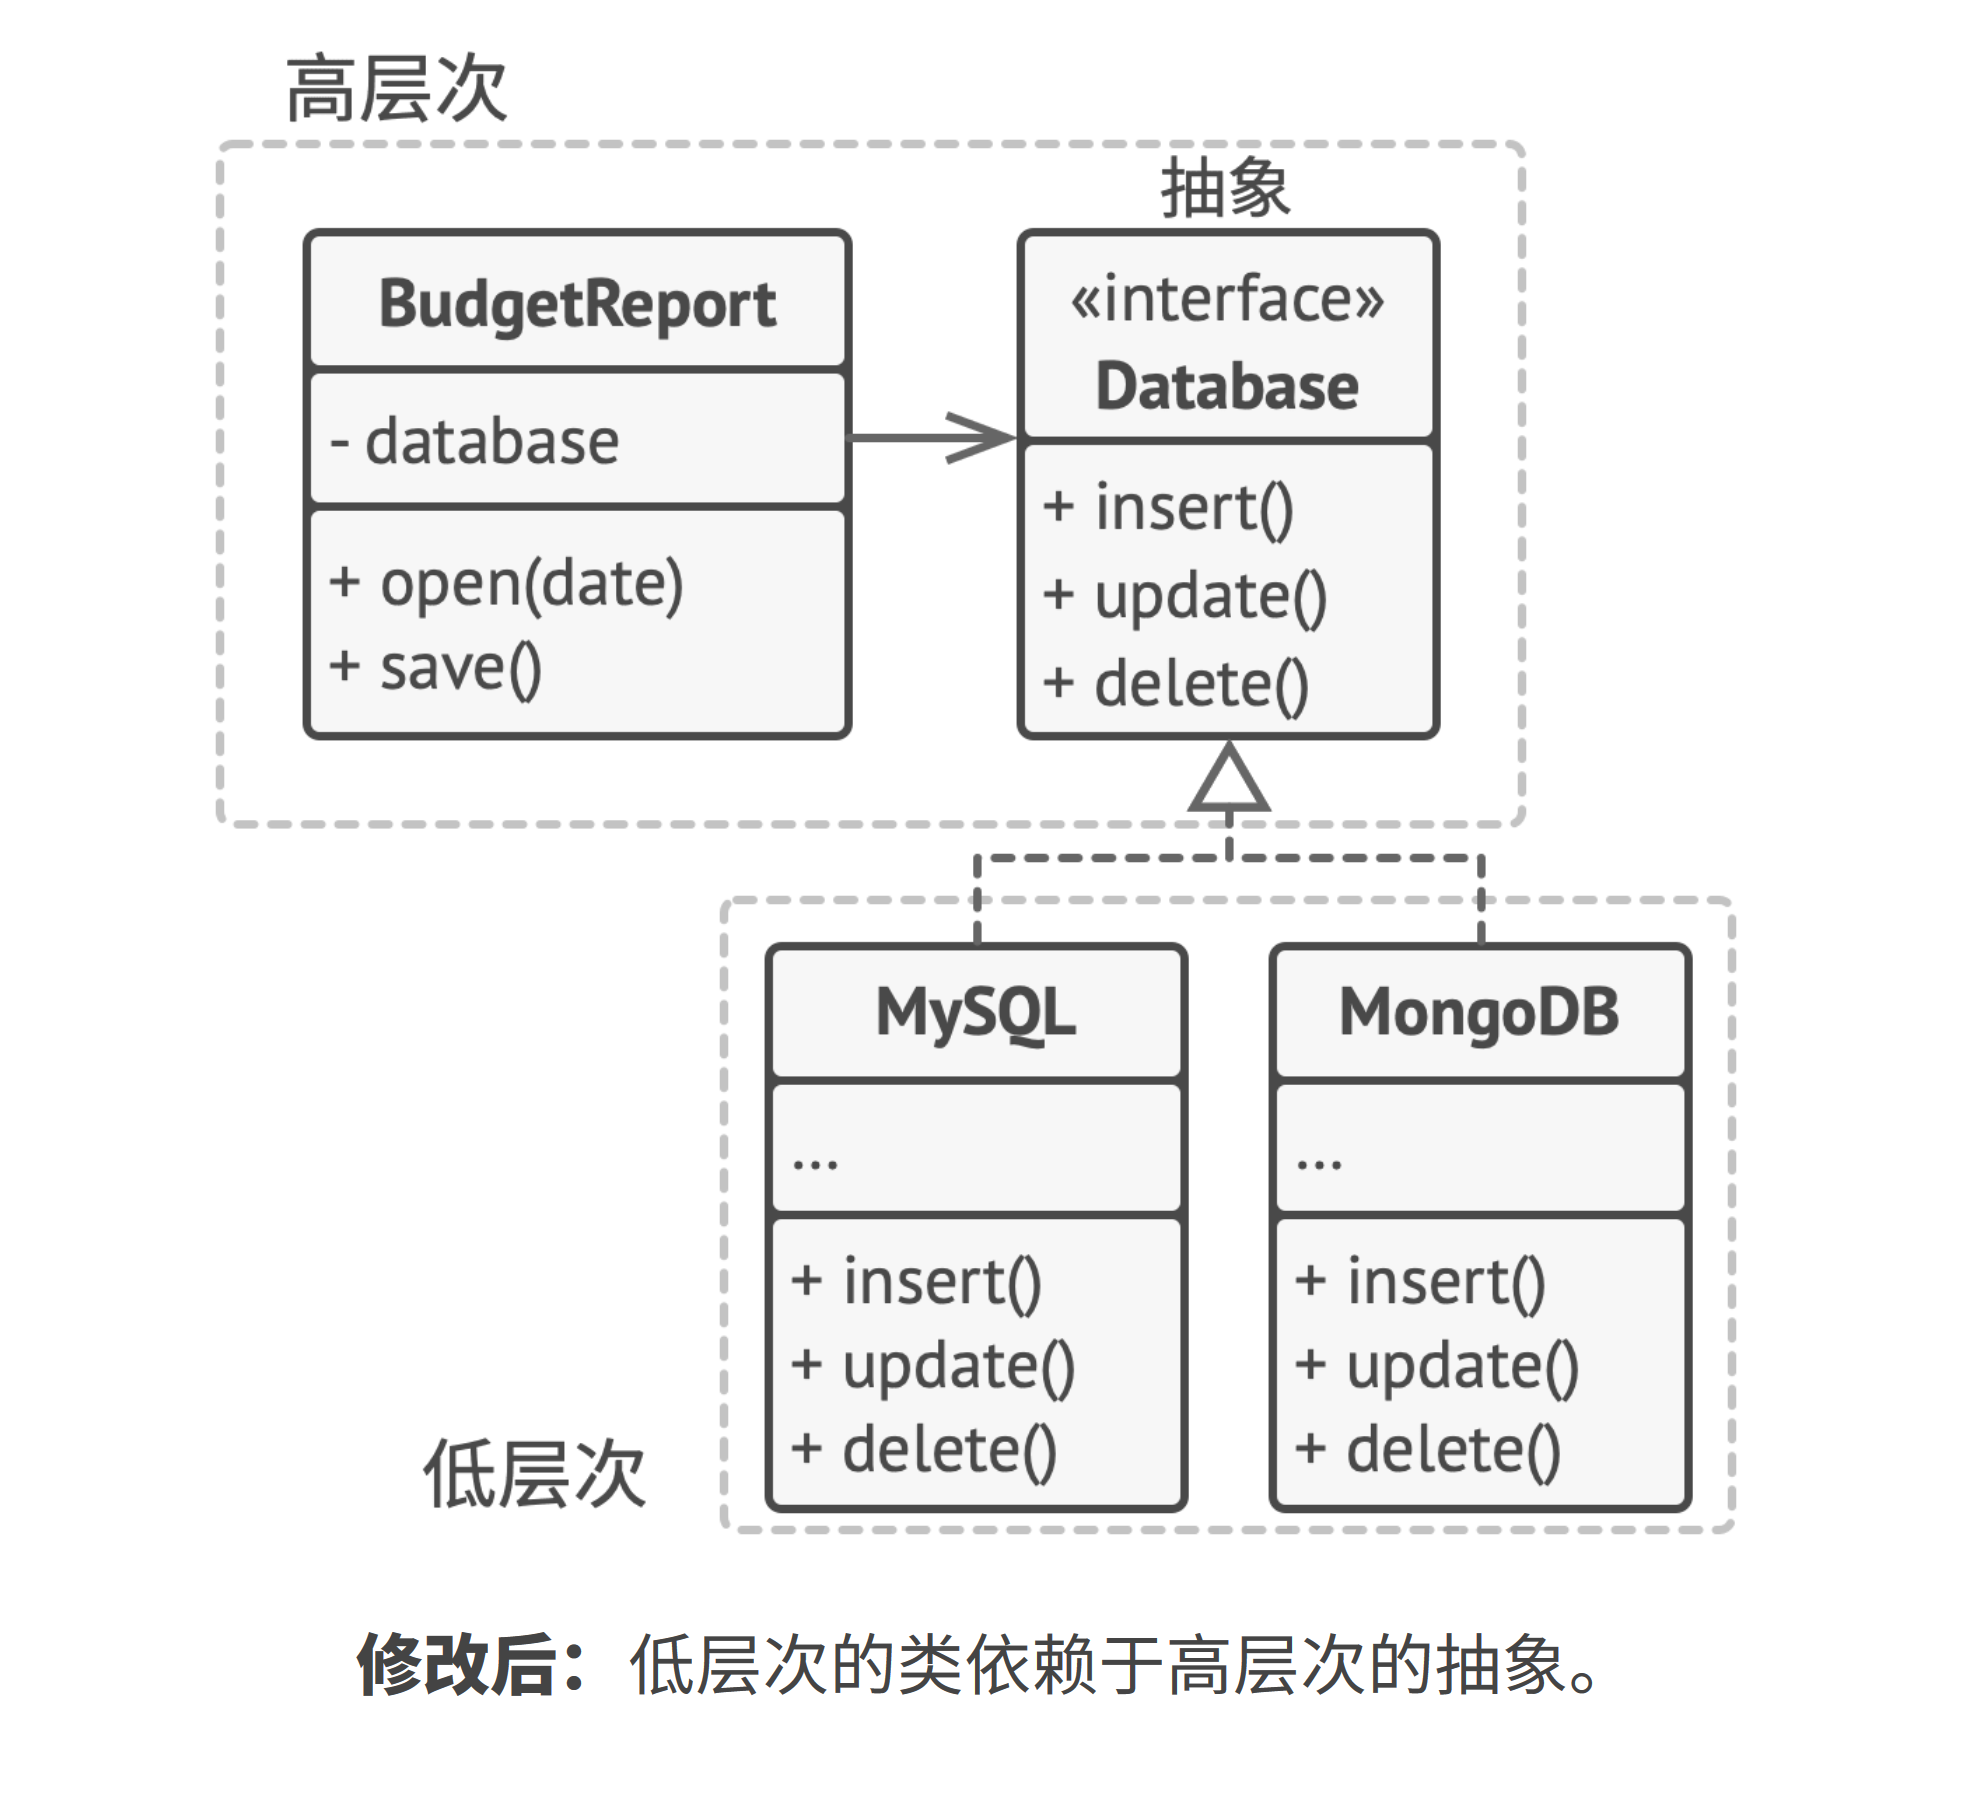 高层次
抽象
BudgetReport
- database
+ open(date)
+ save()
«interface»
Database
+ insert()
+ update()
+ delete()
MySQL
...
+ insert()
+ update()
+ delete()
MongoDB
...
+ insert()
+ update()
+ delete()
低层次
修改后：低层次的类依赖于高层次的抽象。